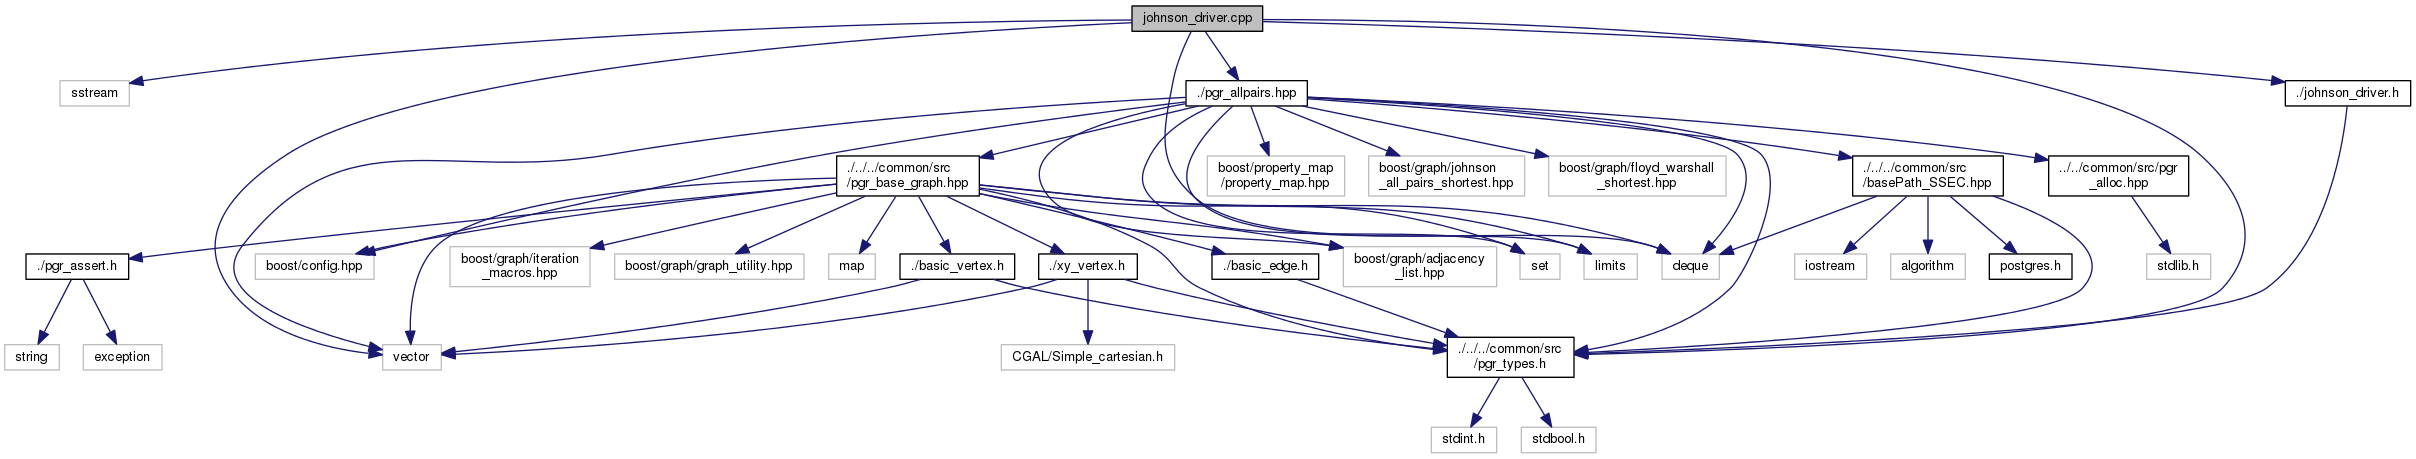 johnson_driver.cpp
sstream
./pgr_allpairs.hpp
./johnson_driver.h
./../../common/src
/pgr_base_graph.hpp
boost/property_map
/property_map.hpp
boost/graph/johnson
_all_pairs_shortest.hpp
boost/graph/floyd_warshall
_shortest.hpp
./../../common/src
/basePath_SSEC.hpp
../../common/src/pgr
_alloc.hpp
./pgr_assert.h
boost/config.hpp
boost/graph/iteration
_macros.hpp
boost/graph/graph_utility.hpp
map
./basic_vertex.h
./xy_vertex.h
./basic_edge.h
boost/graph/adjacency
_list.hpp
set
limits
deque
iostream
algorithm
postgres.h
stdlib.h
string
exception
vector
CGAL/Simple_cartesian.h
./../../common/src
/pgr_types.h
stdint.h
stdbool.h